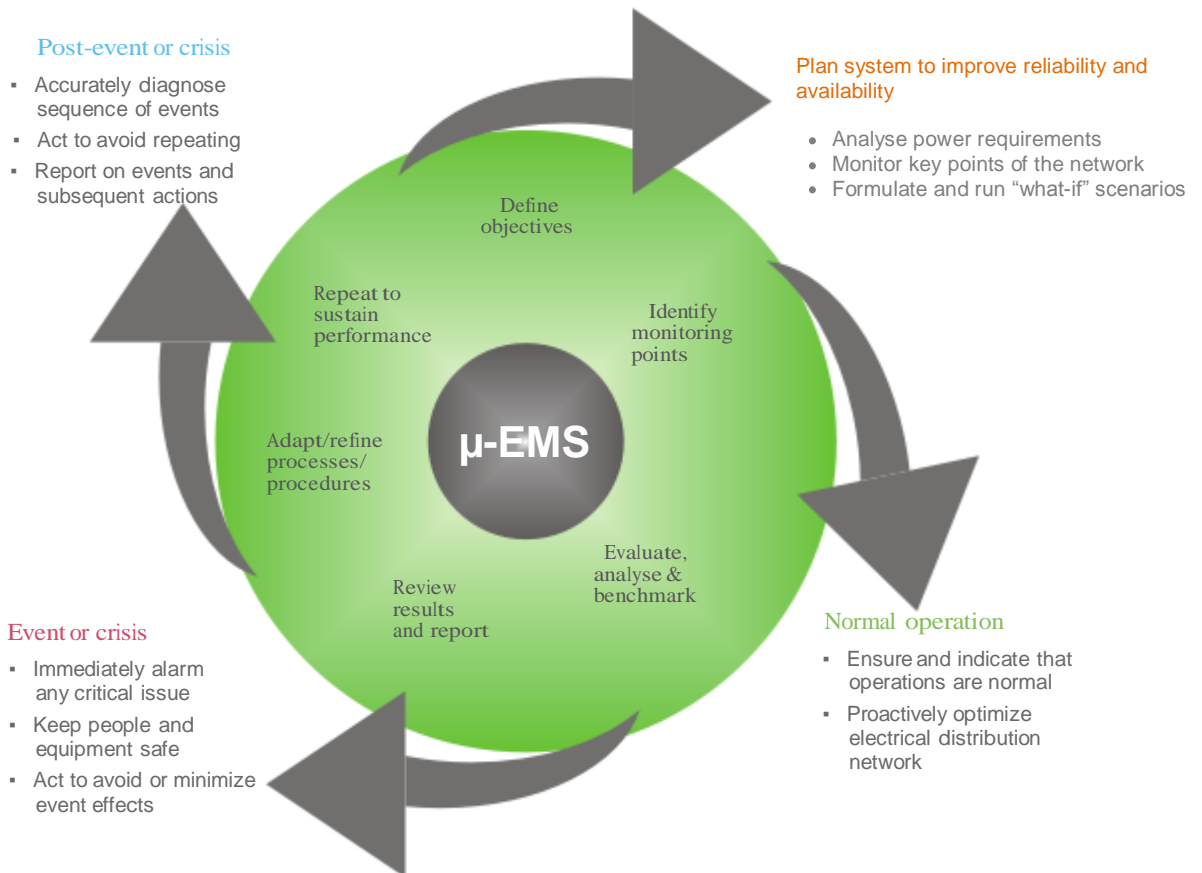 Post-event or crisis
▪ Accurately diagnose
sequence of events
▪ Act to avoid repeating
▪ Report on events and
subsequent actions
Plan system to improve reliability and
availability
• Analyse power requirements
• Monitor key points of the network
• Formulate and run “what-if” scenarios
Define
objectives
Identify
monitoring
points
Evaluate,
analyse &
benchmark
Review
results
and report
Adapt/refine
processes/
procedures
Repeat to
sustain
performance
µ-EMS
Normal operation
▪ Ensure and indicate that
operations are normal
▪ Proactively optimize
electrical distribution
network
Event or crisis
▪ Immediately alarm
any critical issue
▪ Keep people and
equipment safe
▪ Act to avoid or minimize
event effects